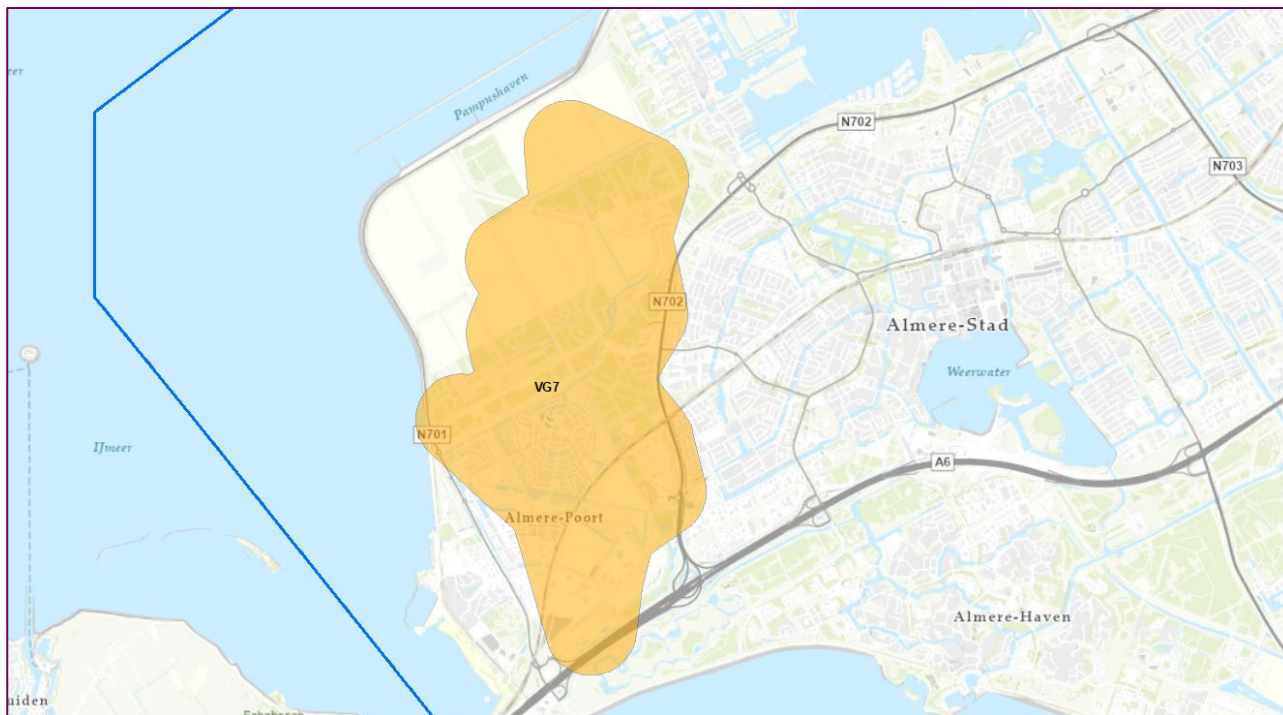 Pampushaven
N702
N703
N702
Almere-Stad
Weerwater
VG7
N701
IJmeer
A6
Almere-Poort
Almere-Haven
uiden